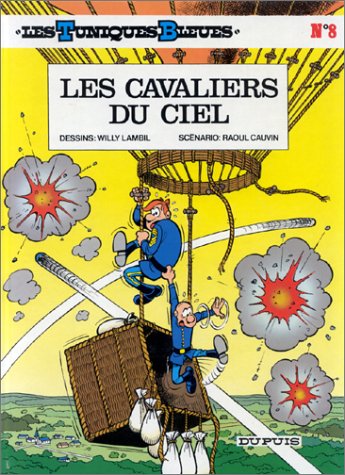 "LES TUNIQUES BLEUES"
N°8
LES CAVALIERS
DU CIEL
DESSINS: WILLY LAMBIL
SCÉNARIO: RAOUL CAUVIN
DUPUIS